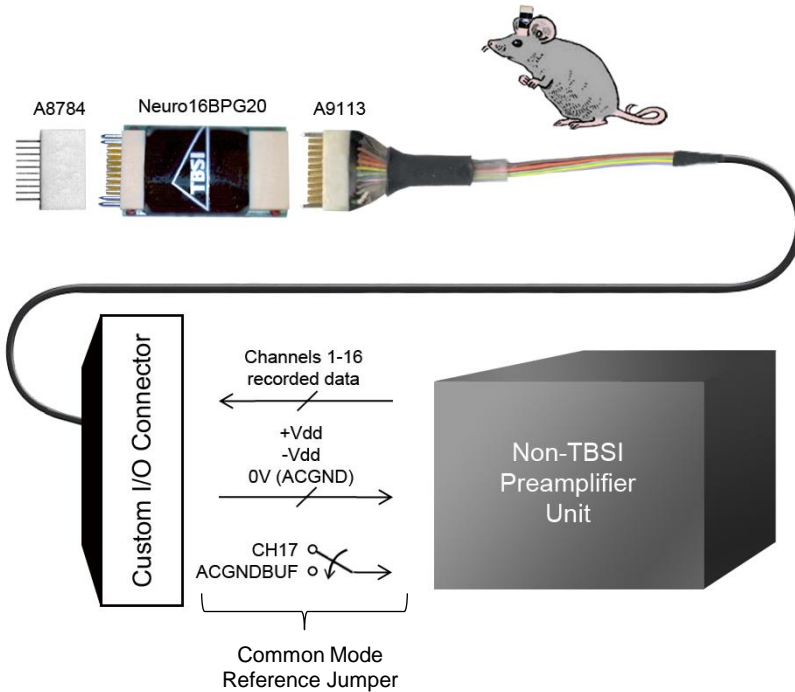 A8784
Neuro16BPG20
A9113
TBSI
Channels 1-16
recorded data
+Vdd
-Vdd
0V (ACGND)
CH17
ACGNDBUF
Custom I/O Connector
Non-TBSI
Preamplifier
Unit
Common Mode
Reference Jumper